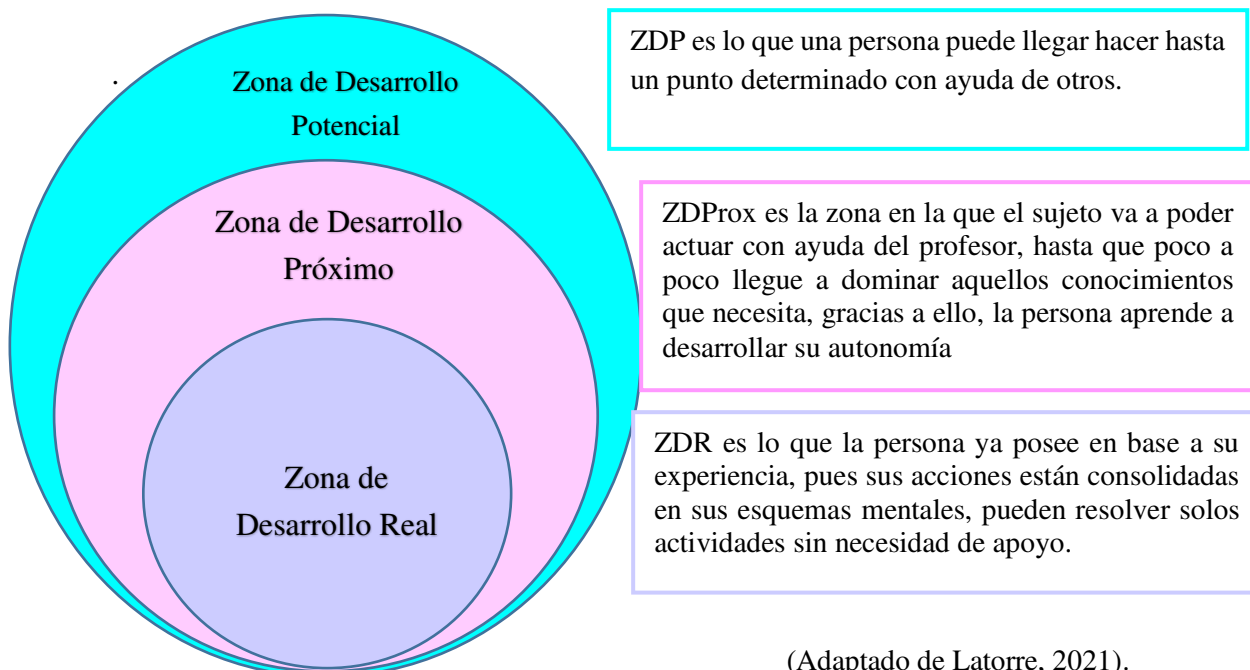 Zona de Desarrollo
Potencial
ZDP es lo que una persona puede llegar hacer hasta
un punto determinado con ayuda de otros.
Zona de Desarrollo
Próximo
ZDProx es la zona en la que el sujeto va a poder
actuar con ayuda del profesor, hasta que poco a
poco llegue a dominar aquellos conocimientos
que necesita, gracias a ello, la persona aprende a
desarrollar su autonomía
Zona de
Desarrollo Real
ZDR es lo que la persona ya posee en base a su
experiencia, pues sus acciones están consolidadas
en sus esquemas mentales, pueden resolver solos
actividades sin necesidad de apoyo.
(Adaptado de Latorre, 2021).